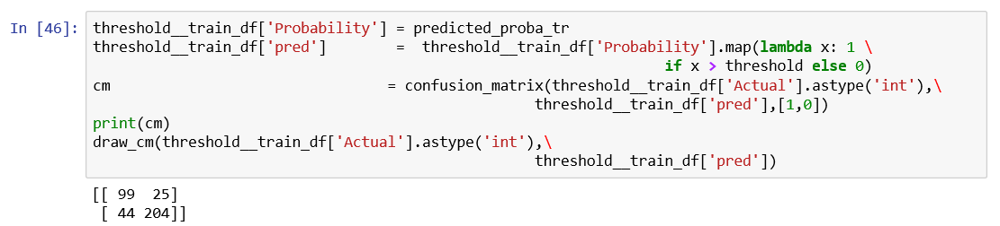 In [46]: threshold__train_df['Probability'] = predicted_proba_tr
threshold__train_df['pred']        =  threshold__train_df['Probability'].map(lambda x: 1 \
if x > threshold else 0)
cm                                 = confusion_matrix(threshold__train_df['Actual'].astype('int'),\
threshold__train_df['pred'],[1,0])
print(cm)
draw_cm(threshold__train_df['Actual'].astype('int'),\
threshold__train_df['pred'])
[[ 99  25]
[ 44 204]]